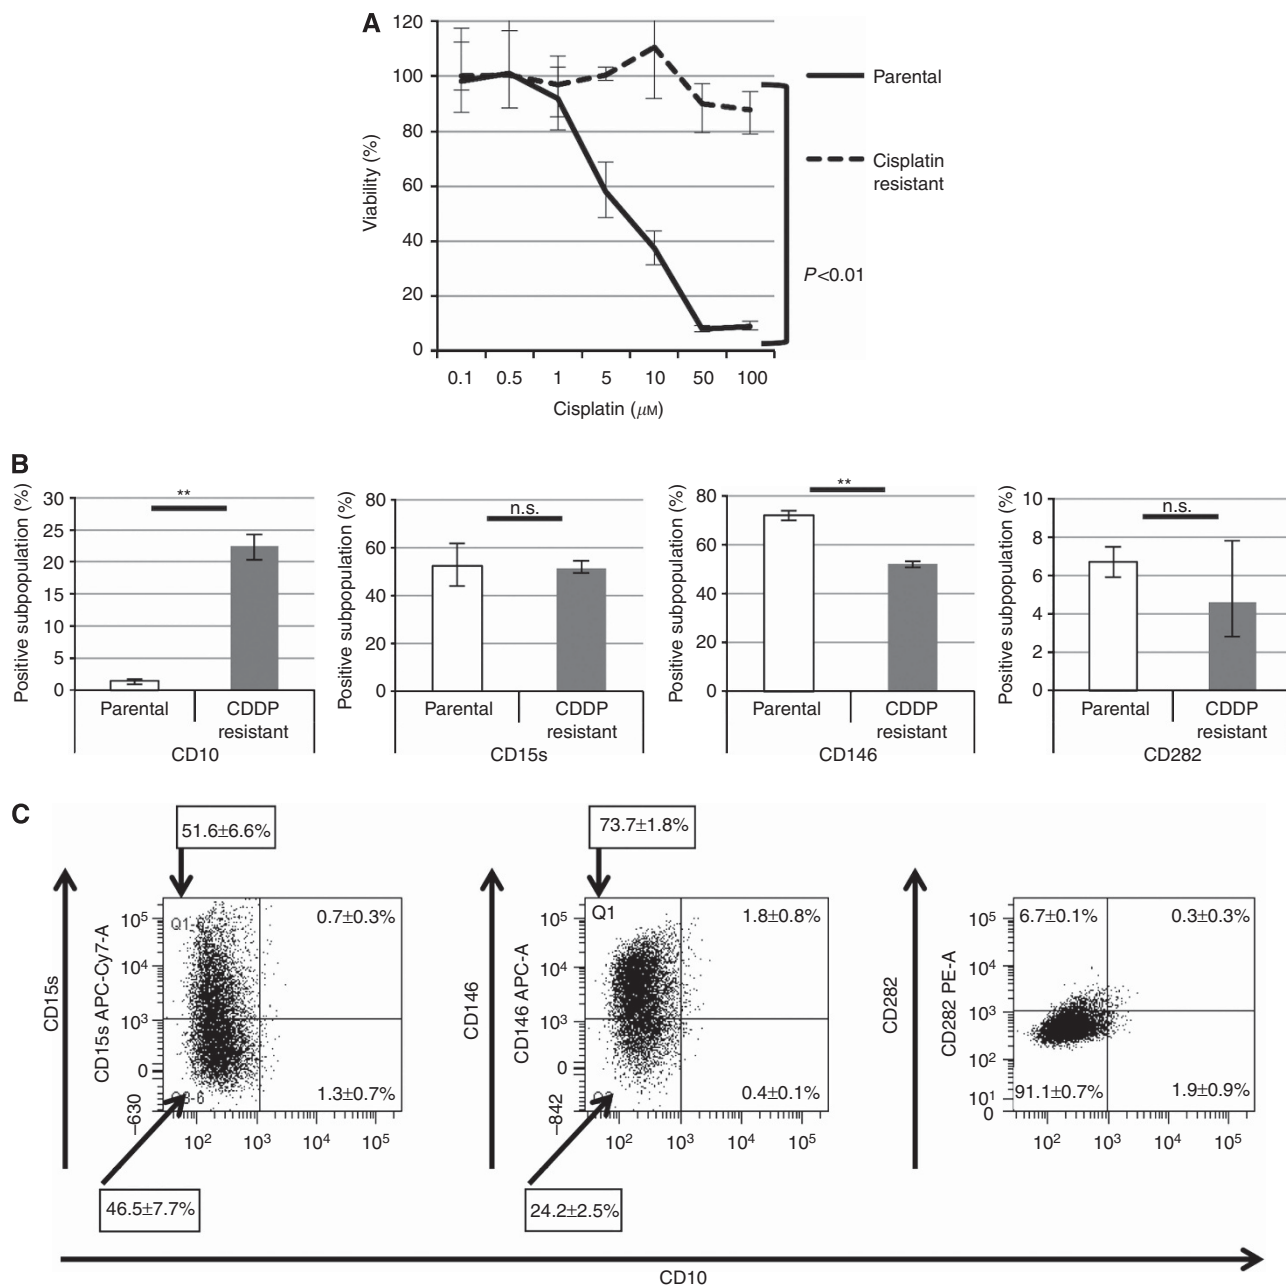 A
120
100
80
60
40
20
0
Viability (%)
0.1 0.5 1 5 10 50 100
Cisplatin (μM)
Parental
Cisplatin
resistant
P<0.01
B
Positive subpopulation (%)
30
25
20
15
10
5
0
**
Parental CDDP
resistant
CD10
Positive subpopulation (%)
80
60
40
20
0
n.s.
Parental CDDP
resistant
CD15s
Positive subpopulation (%)
80
60
40
20
0
**
Parental CDDP
resistant
CD146
Positive subpopulation (%)
10
8
6
4
2
0
n.s.
Parental CDDP
resistant
CD282
C
51.6±6.6%
CD15s
CD15s APC-Cy7-A
10⁵
10⁴
10³
0
–630
0.7±0.3%
1.3±0.7%
10² 10³ 10⁴ 10⁵
46.5±7.7%
73.7±1.8%
CD146
CD146 APC-A
10⁵
10⁴
10³
0
–842
Q1
1.8±0.8%
0.4±0.1%
10² 10³ 10⁴ 10⁵
24.2±2.5%
CD282
CD282 PE-A
10⁵
10⁴
10³
10²
10¹
0
6.7±0.1% 0.3±0.3%
91.1±0.7% 1.9±0.9%
10² 10³ 10⁴ 10⁵
CD10